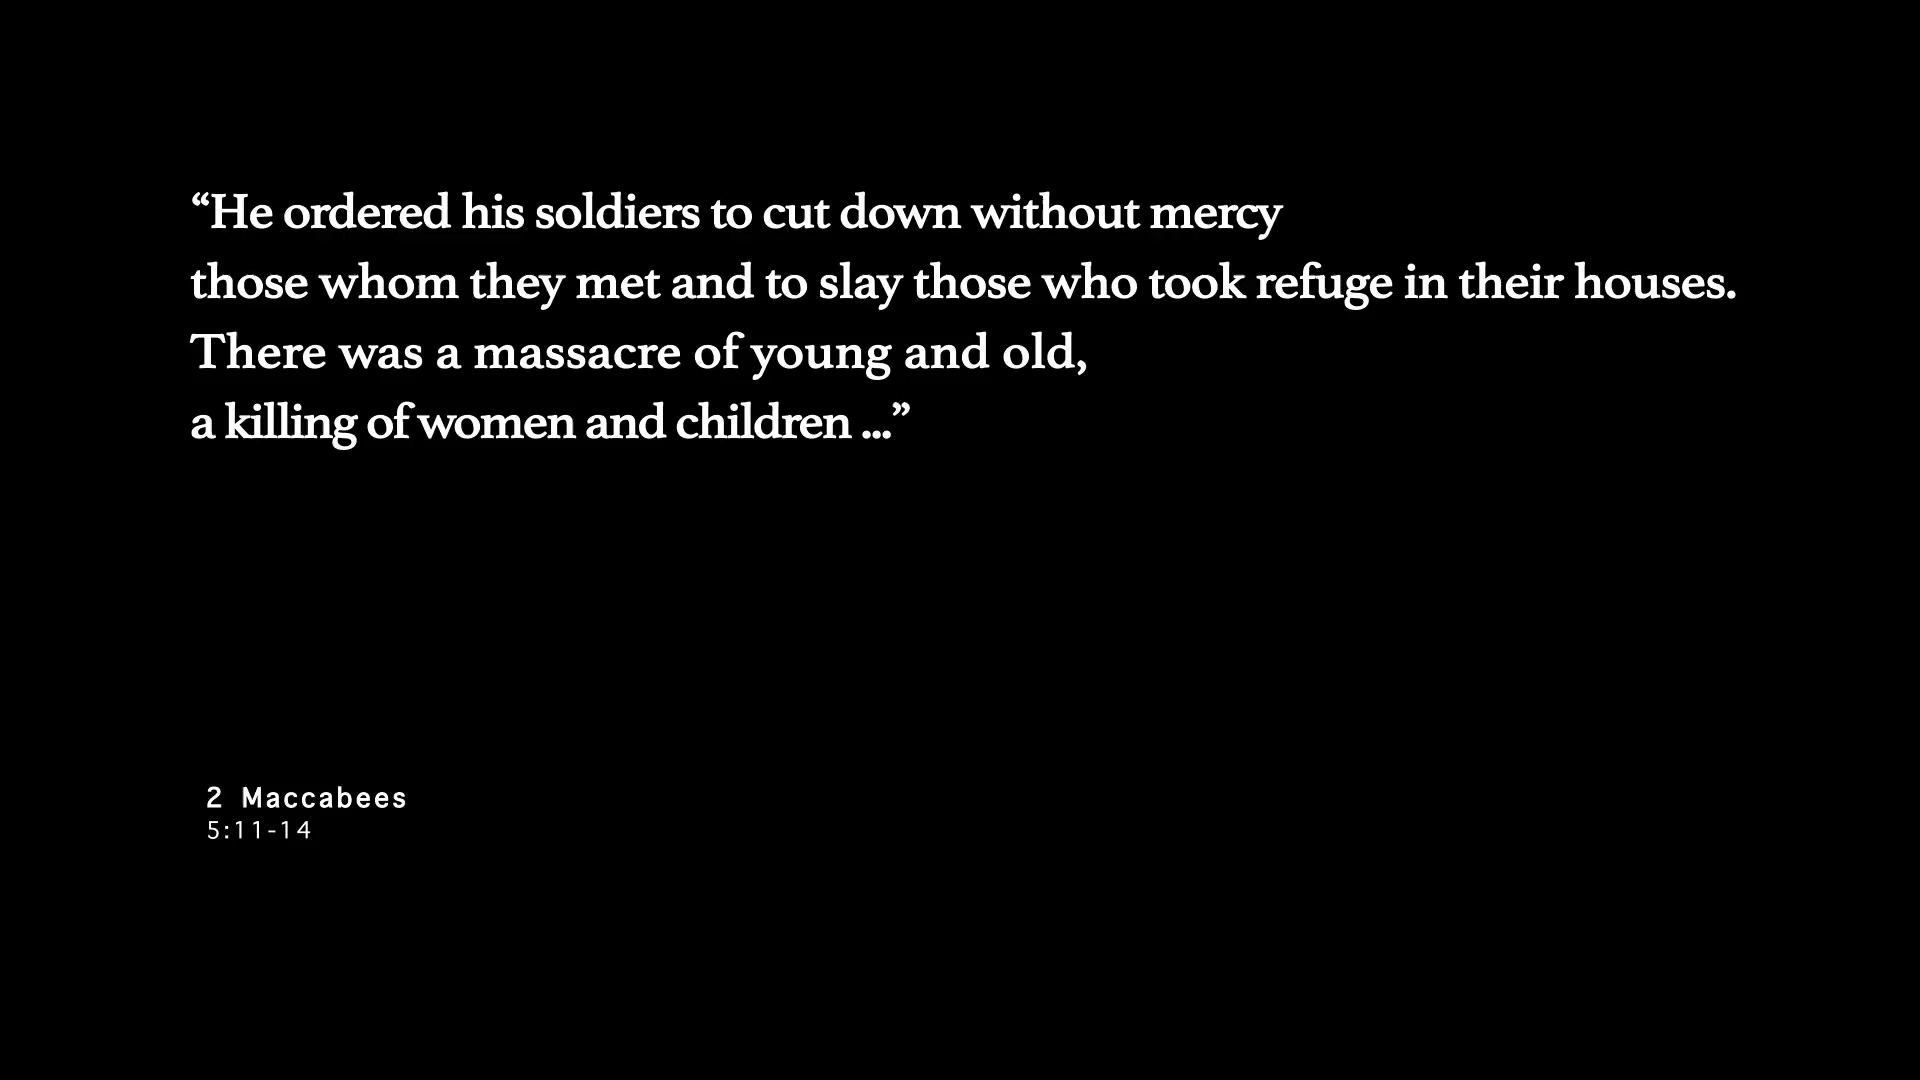 “He ordered his soldiers to cut down without mercy
those whom they met and to slay those who took refuge in their houses.
There was a massacre of young and old,
a killing of women and children ...”
2 Maccabees
5:11-14